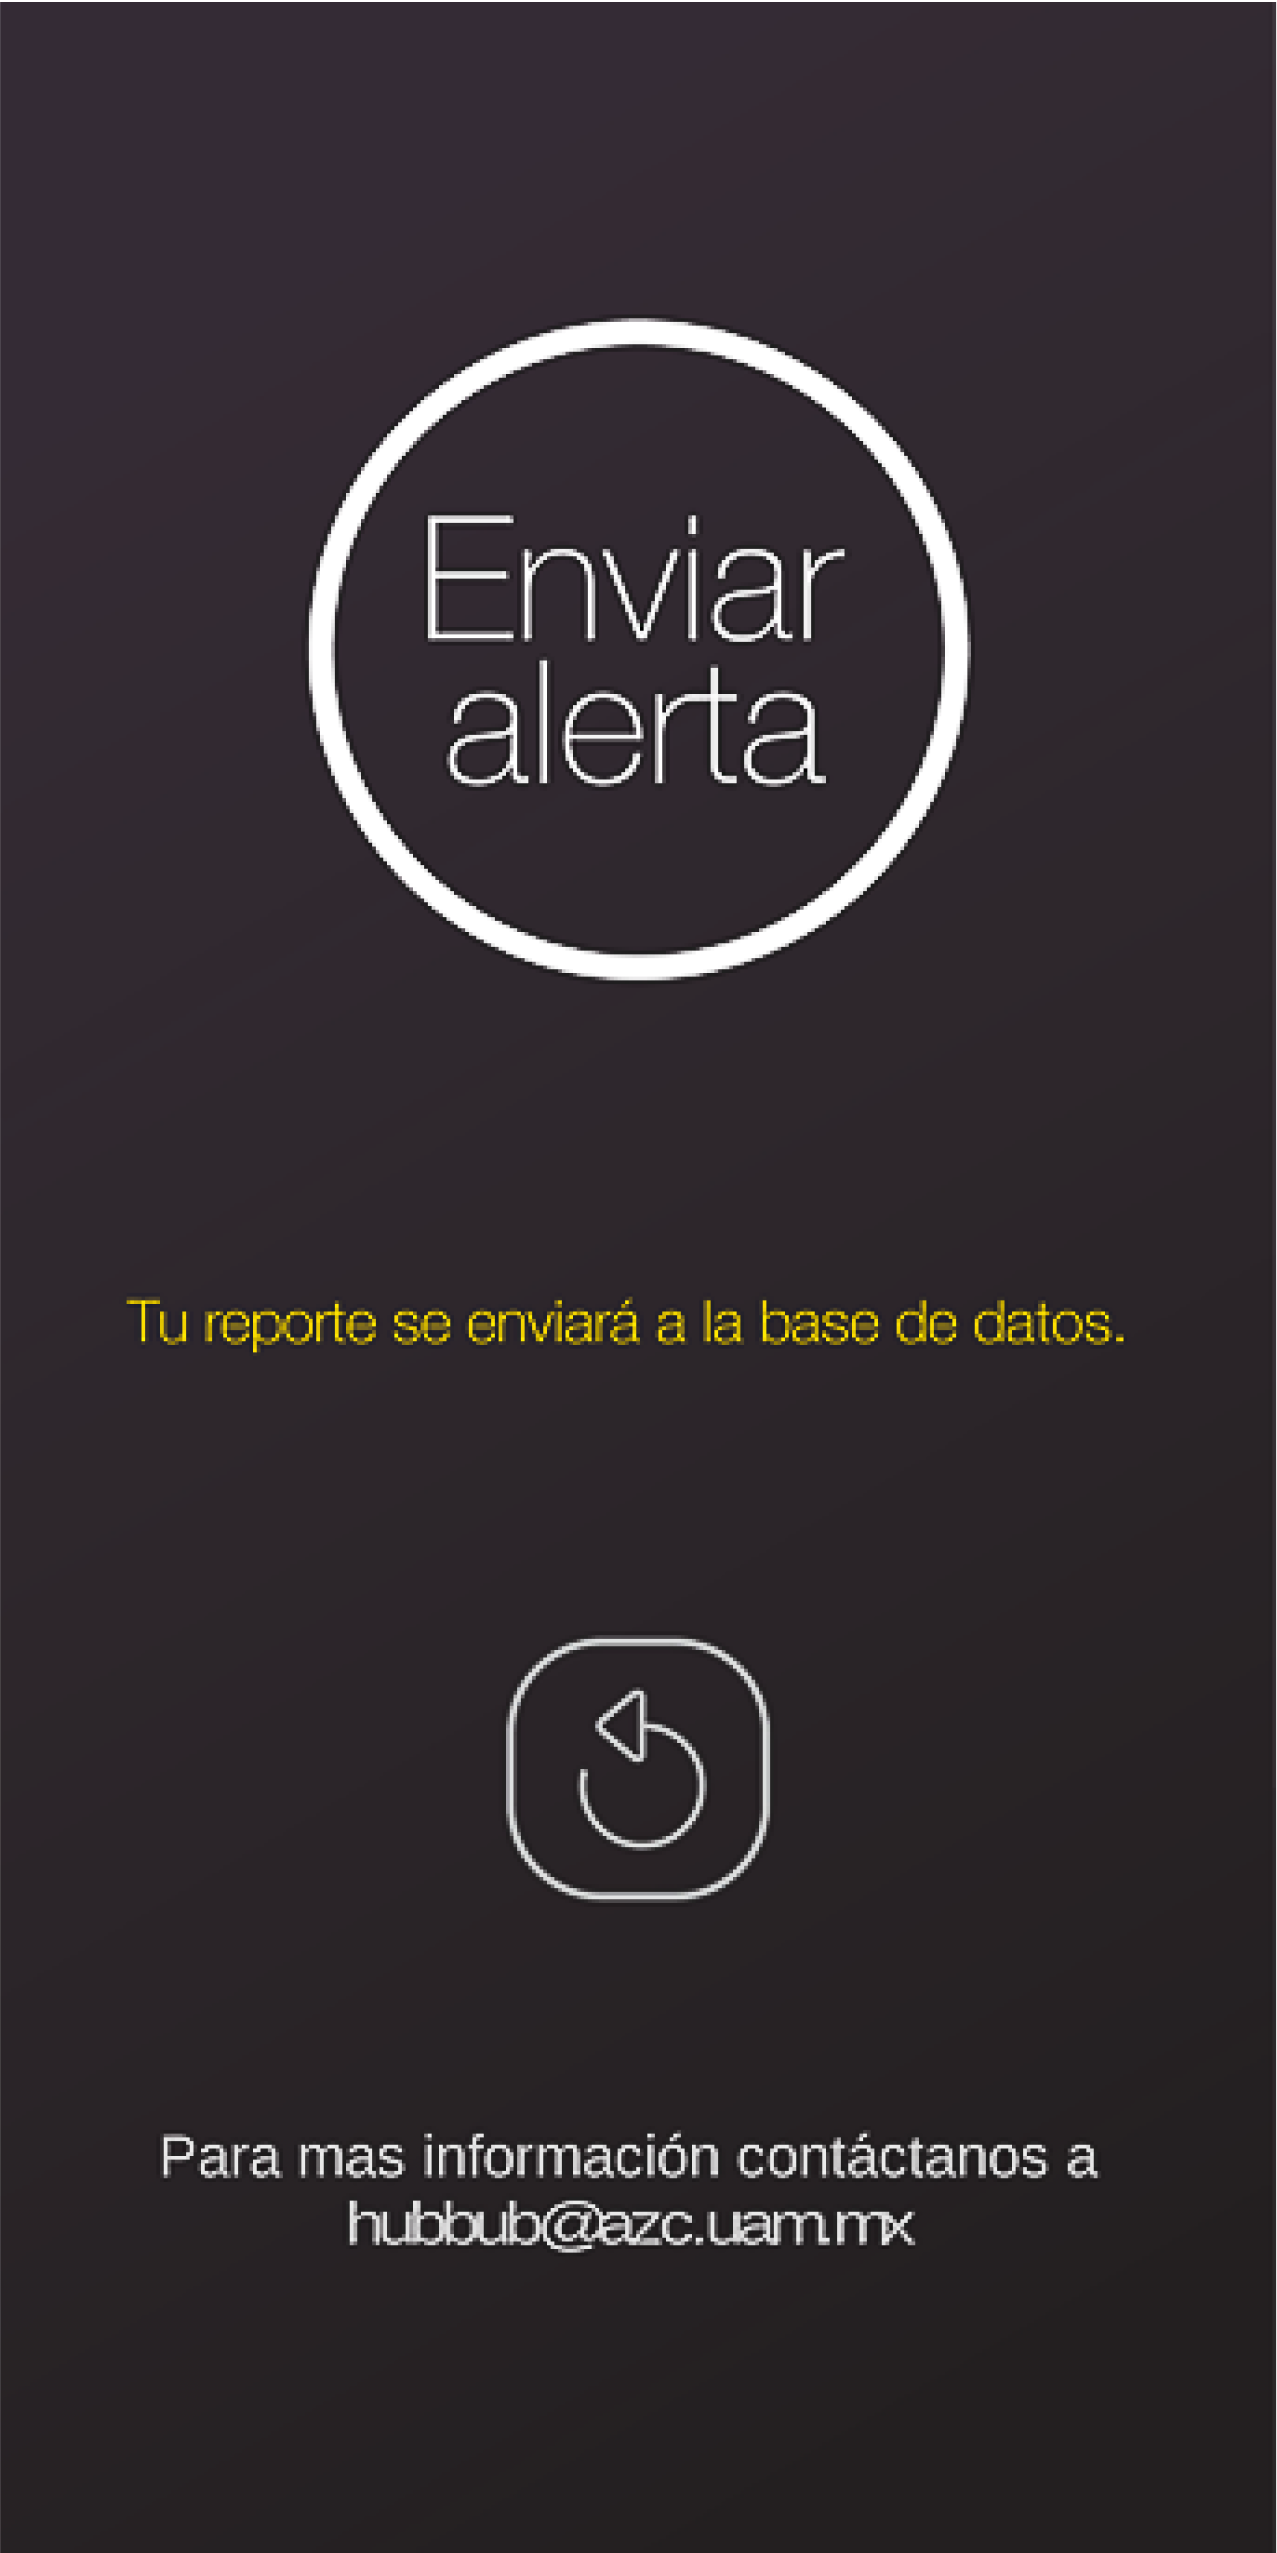 Enviar
alerta
Tu reporte se enviará a la base de datos.
Para mas información contáctanos a
hubbub@azc.uam.mx